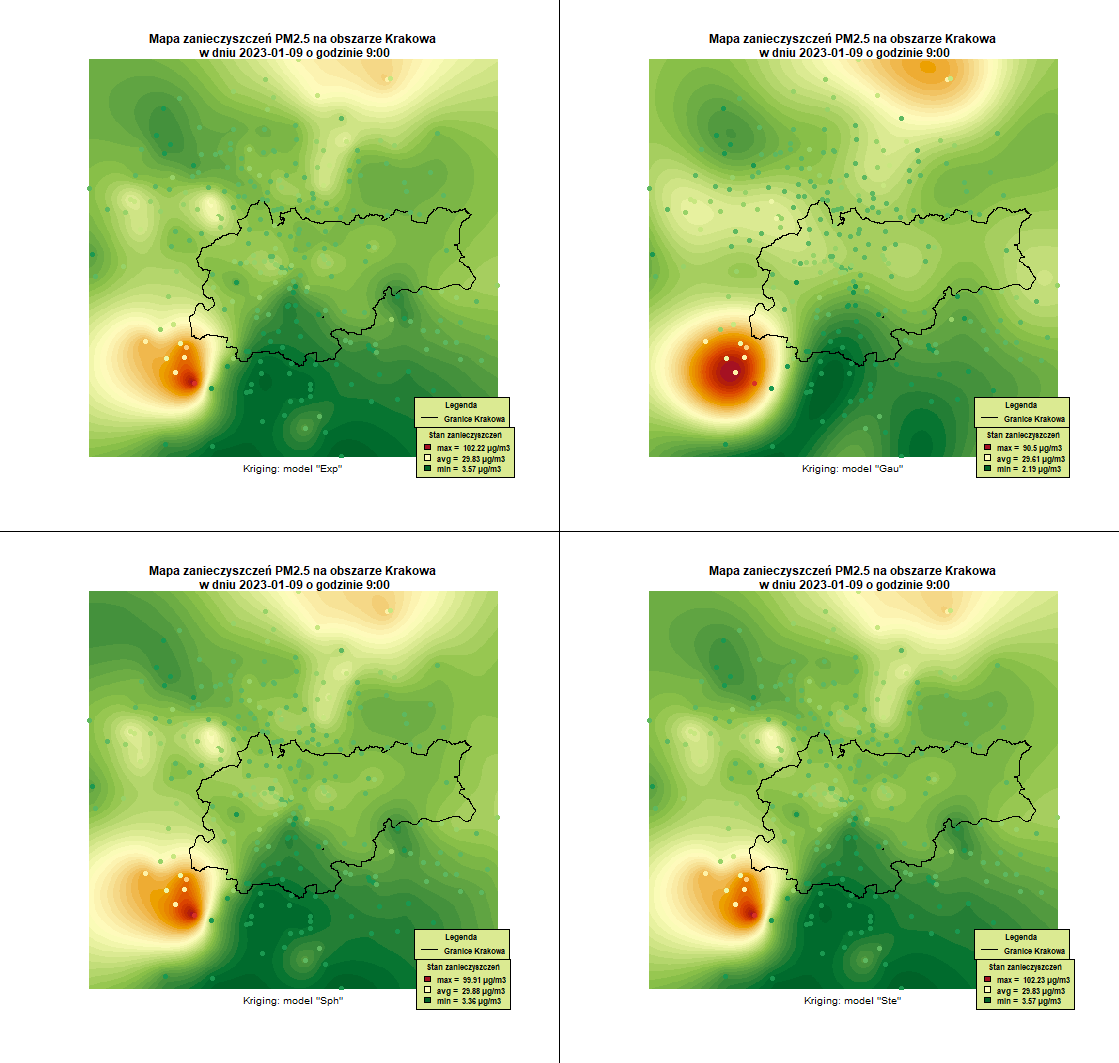 Mapa zanieczyszczeń PM2.5 na obszarze Krakowa
w dniu 2023-01-09 o godzinie 9:00
Legenda
Granice Krakowa
Stan zanieczyszczeń
max = 102.22 µg/m3
avg = 29.83 µg/m3
min = 3.57 µg/m3
Kriging: model "Exp"
Mapa zanieczyszczeń PM2.5 na obszarze Krakowa
w dniu 2023-01-09 o godzinie 9:00
Legenda
Granice Krakowa
Stan zanieczyszczeń
max = 90.5 µg/m3
avg = 29.61 µg/m3
min = 2.19 µg/m3
Kriging: model "Gau"
Mapa zanieczyszczeń PM2.5 na obszarze Krakowa
w dniu 2023-01-09 o godzinie 9:00
Legenda
Granice Krakowa
Stan zanieczyszczeń
max = 99.91 µg/m3
avg = 29.88 µg/m3
min = 3.36 µg/m3
Kriging: model "Sph"
Mapa zanieczyszczeń PM2.5 na obszarze Krakowa
w dniu 2023-01-09 o godzinie 9:00
Legenda
Granice Krakowa
Stan zanieczyszczeń
max = 102.23 µg/m3
avg = 29.83 µg/m3
min = 3.57 µg/m3
Kriging: model "Ste"